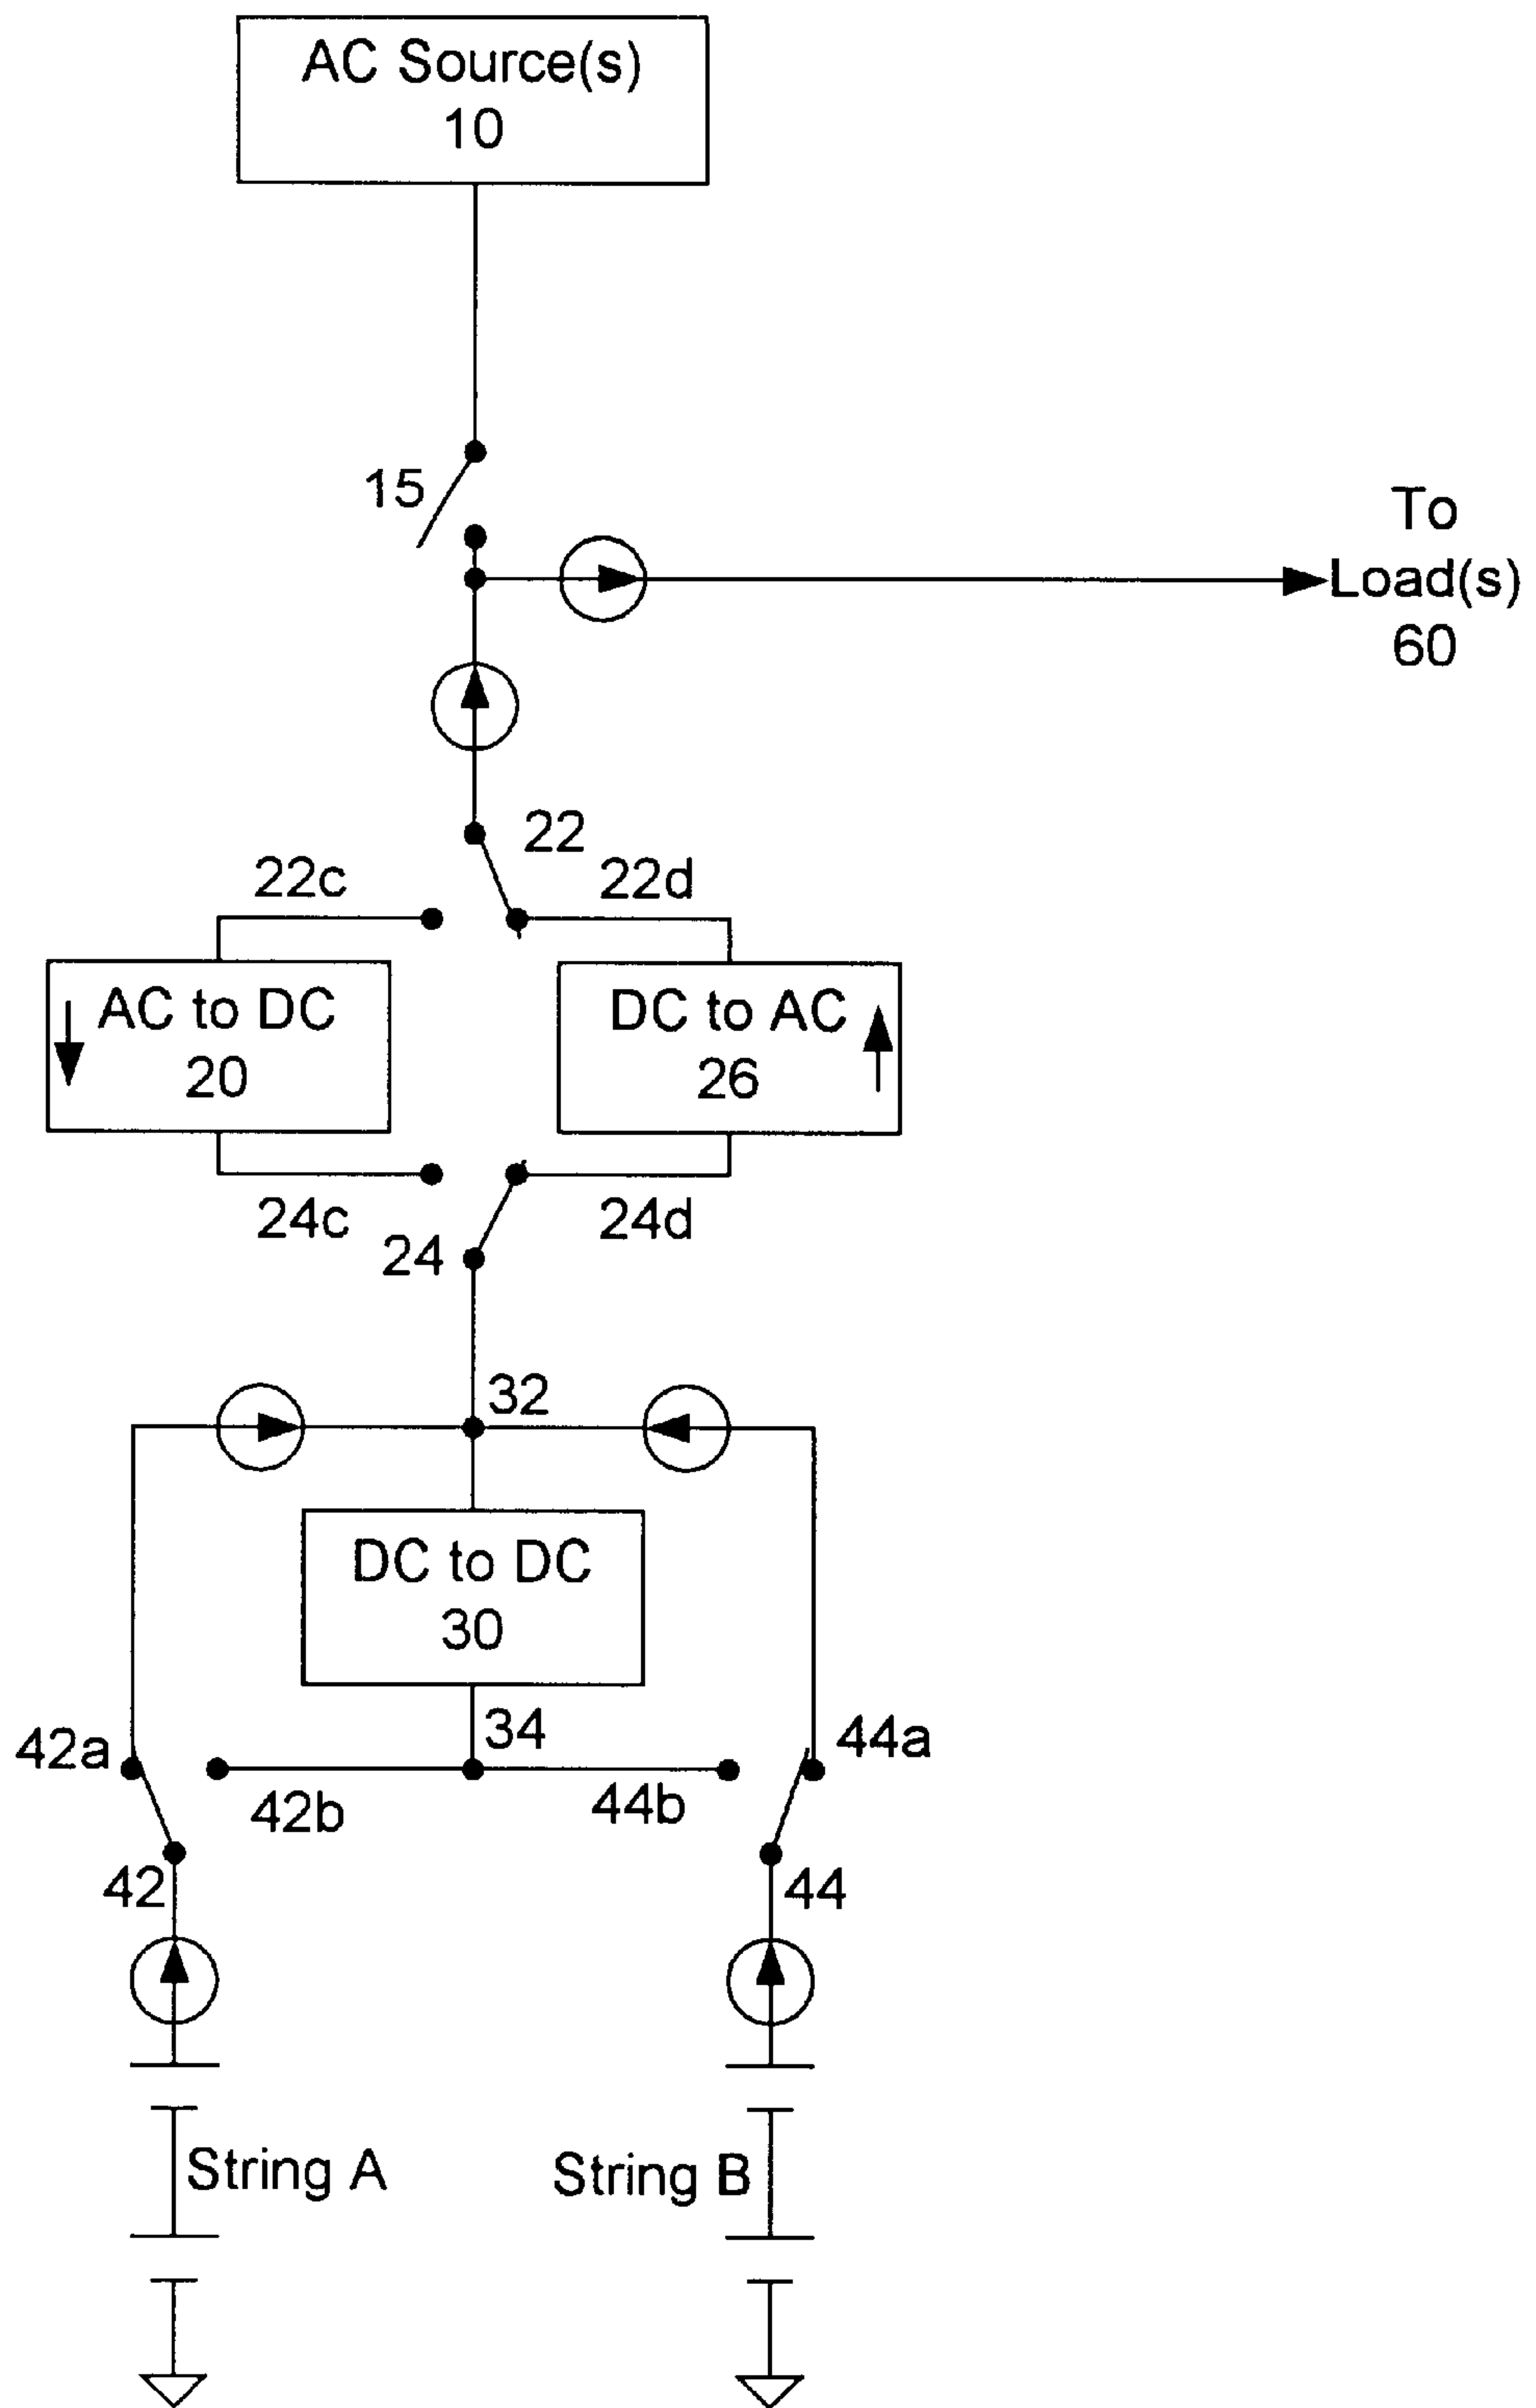 AC Source(s)
10
15
To
Load(s)
60
22
22c
22d
AC to DC
20
DC to AC
26
24c
24
24d
32
DC to DC
30
34
42a
44a
42b
44b
42
44
String A
String B